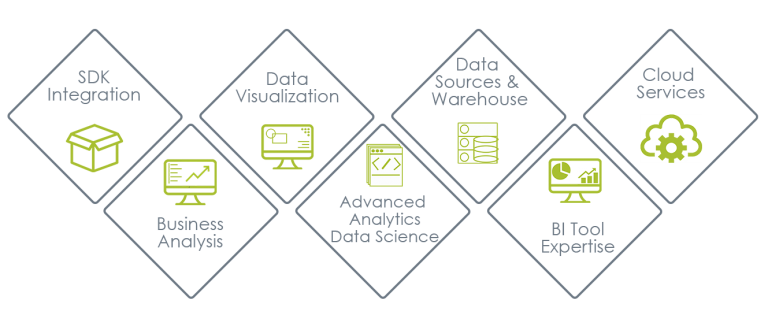 SDK
Integration
Business
Analysis
Data
Visualization
Advanced
Analytics
Data Science
Data
Sources &
Warehouse
BI Tool
Expertise
Cloud
Services